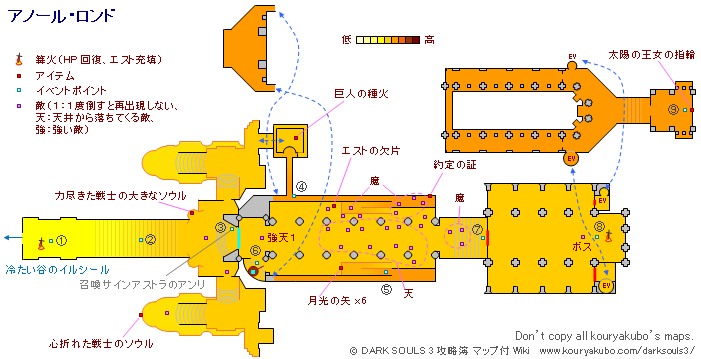 アノール・ロンド
篝火(HP回復、エスト充填)
アイテム
イベントポイント
敵(1:1度倒すと再出現しない、
天:天井から落ちてくる敵、
強:強い敵)
低
高
太陽の王女の指輪
EV
巨人の種火
エストの欠片
約定の証
魔
魔
④
⑨
力尽きた戦士の大きなソウル
①
②
③
強天1
⑥
⑦
⑧
ボス
EV
EV
EV
冷たい谷のイルシール
召喚サインアストラのアンリ
月光の矢 x6
天
⑤
心折れた戦士のソウル
Don't copy all kouryakubo's maps.
© DARK SOULS 3 攻略簿 マップ付 Wiki www.kouryakubo.com/darksouls3/